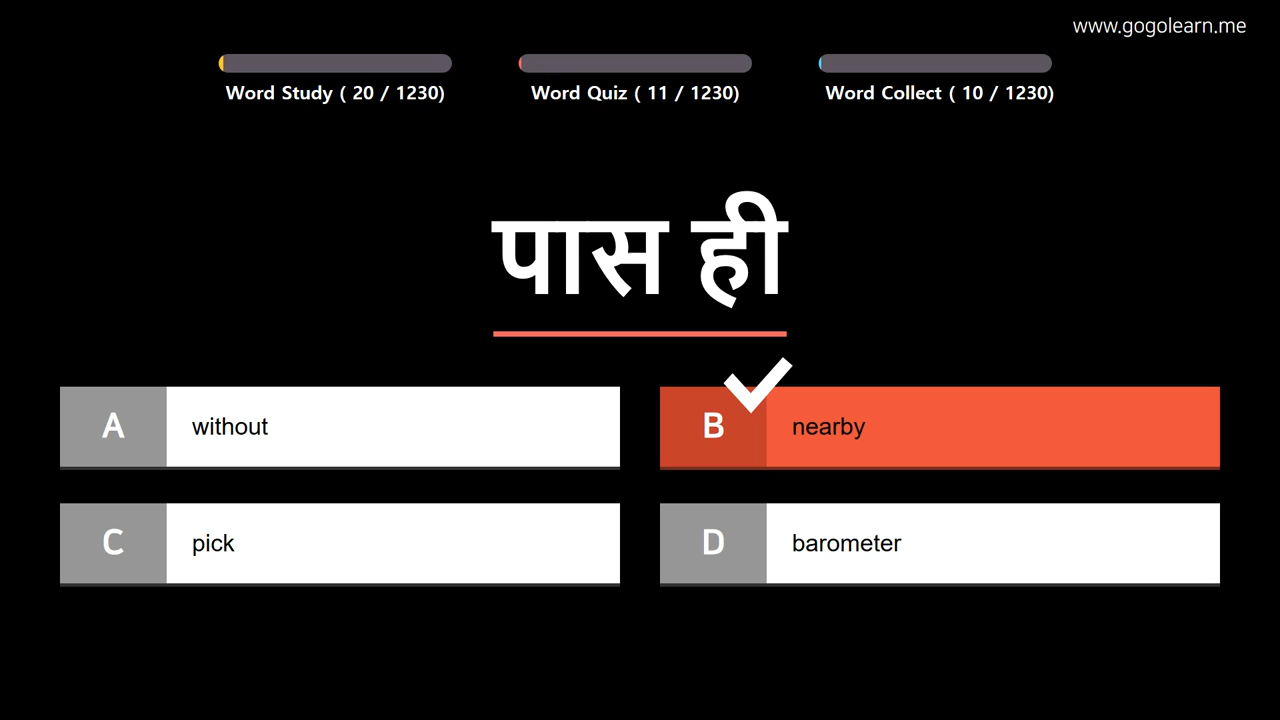 www.gogolearn.me
Word Study ( 20 / 1230)
Word Quiz ( 11 / 1230)
Word Collect ( 10 / 1230)
पास ही
A without
B nearby
C pick
D barometer